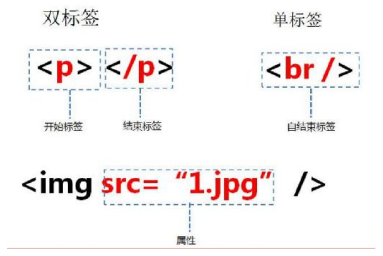 双标签 单标签
<p> </p> <br />
开始标签 结束标签 自结束标签
<img src= “1.jpg” />
属性